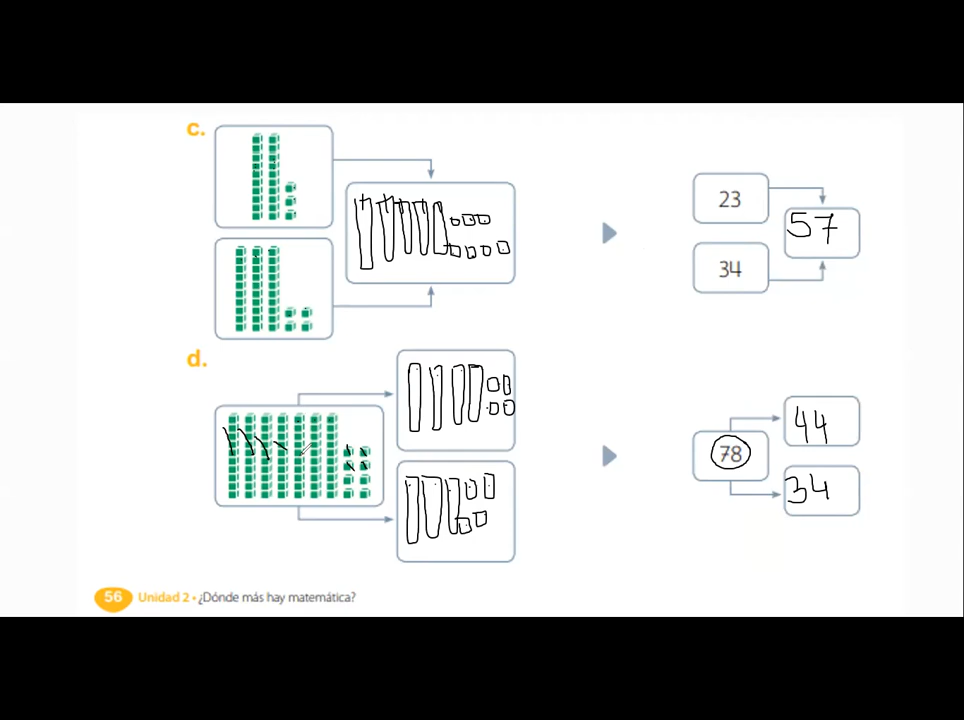 c.
23
57
34
d.
44
78
34
56 Unidad 2 • ¿Dónde más hay matemática?